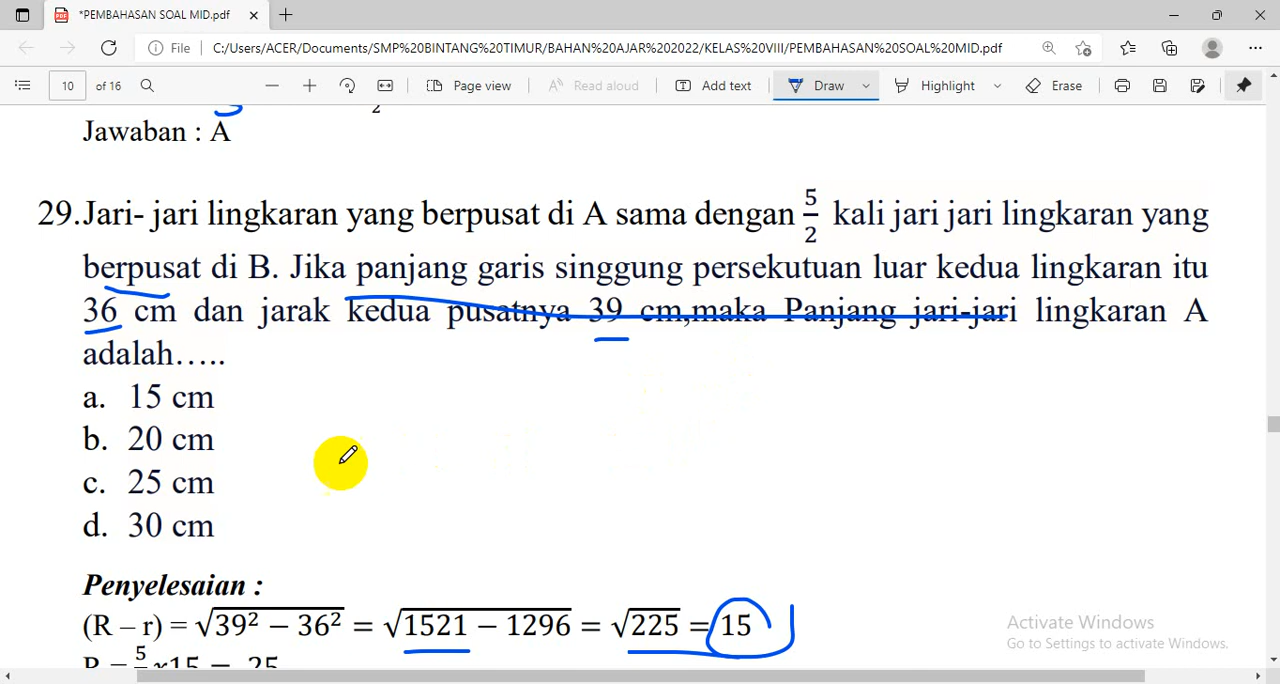 *PEMBAHASAN SOAL MID.pdf
File C:/Users/ACER/Documents/SMP%20BINTANG%20TIMUR/BAHAN%20AJAR%202022/KELAS%20VIII/PEMBAHASAN%20SOAL%20MID.pdf
10 of 16 Page view Read aloud Add text Draw Highlight Erase
2
Jawaban : A
29.Jari- jari lingkaran yang berpusat di A sama dengan 5/2 kali jari jari lingkaran yang
berpusat di B. Jika panjang garis singgung persekutuan luar kedua lingkaran itu
36 cm dan jarak kedua pusatnya 39 cm,maka Panjang jari-jari lingkaran A
adalah…..
a. 15 cm
b. 20 cm
c. 25 cm
d. 30 cm
Penyelesaian :
(R – r) = √39² − 36² = √1521 − 1296 = √225 = 15
Activate Windows
Go to Settings to activate Windows.